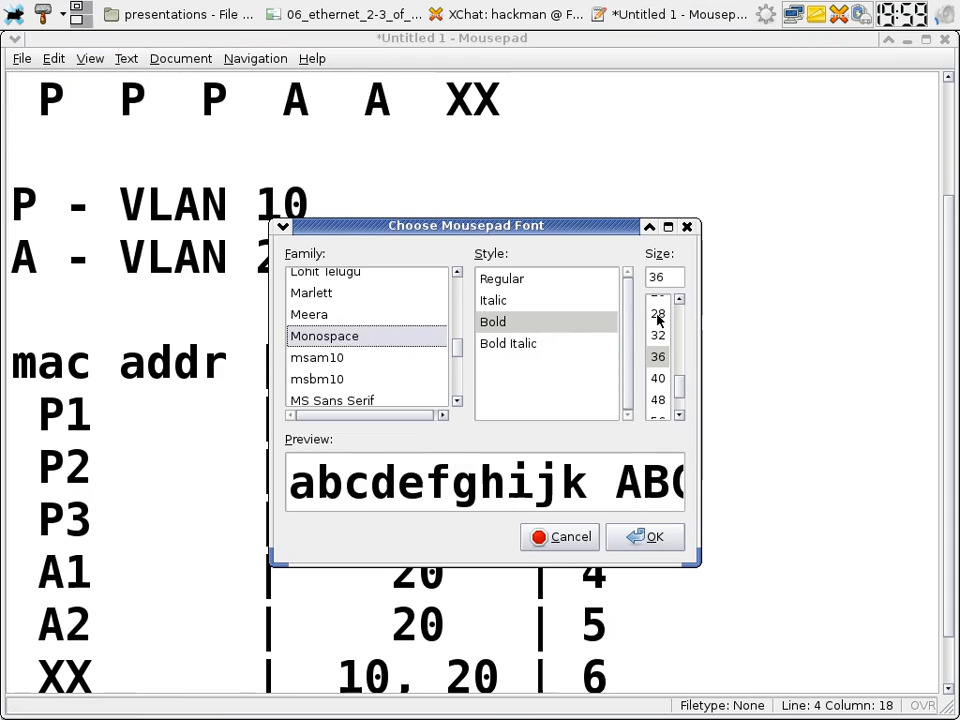 presentations - File ...
06_ethernet_2-3_of_...
XChat: hackman @ F...
*Untitled 1 - Mousep...
19:59
*Untitled 1 - Mousepad
File Edit View Text Document Navigation Help
P P P A A XX
P - VLAN 10
A - VLAN 2
mac addr |
P1 |
P2 |
P3 |
A1 | 20 | 4
A2 | 20 | 5
XX | 10, 20 | 6
Choose Mousepad Font
Family:
Lohit Telugu
Marlett
Meera
Monospace
msam10
msbm10
MS Sans Serif
Style:
Regular
Italic
Bold
Bold Italic
Size:
36
28
32
36
40
48
Preview:
abcdefghijk ABC
Cancel
OK
Filetype: None
Line: 4 Column: 18
OVR